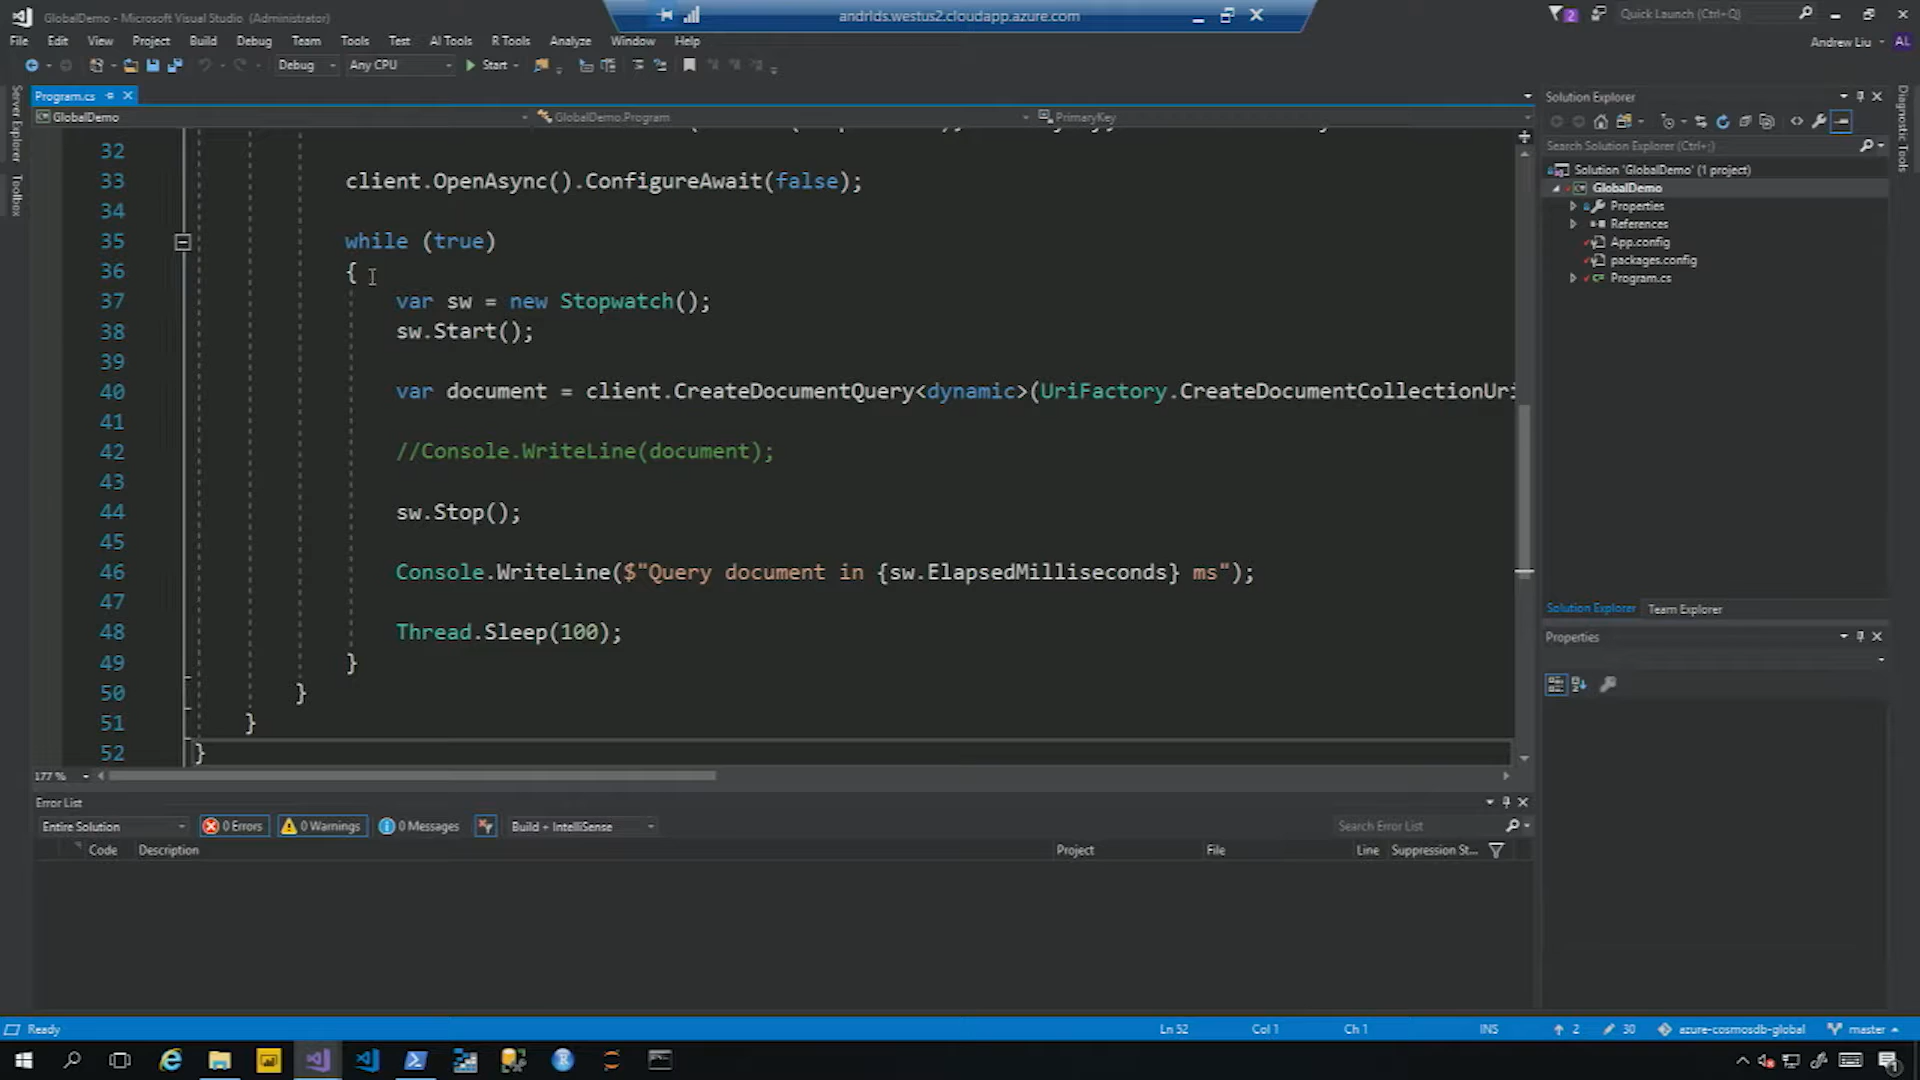 GlobalDemo - Microsoft Visual Studio (Administrator)
andrlds.westus2.cloudapp.azure.com
2
Quick Launch (Ctrl+Q)
File Edit View Project Build Debug Team Tools Test AI Tools R Tools Analyze Window Help
Andrew Liu AL
Debug Any CPU Start
Server Explorer
Toolbox
Program.cs
GlobalDemo GlobalDemo.Program PrimaryKey
32
33 client.OpenAsync().ConfigureAwait(false);
34
35 while (true)
36 {
37 var sw = new Stopwatch();
38 sw.Start();
39
40 var document = client.CreateDocumentQuery<dynamic>(UriFactory.CreateDocumentCollectionUri
41
42 //Console.WriteLine(document);
43
44 sw.Stop();
45
46 Console.WriteLine($"Query document in {sw.ElapsedMilliseconds} ms");
47
48 Thread.Sleep(100);
49 }
50 }
51 }
52 }
177 %
Solution Explorer
Search Solution Explorer (Ctrl+;)
Solution 'GlobalDemo' (1 project)
GlobalDemo
Properties
References
App.config
packages.config
Program.cs
Solution Explorer Team Explorer
Properties
Diagnostic Tools
Error List
Entire Solution 0 Errors 0 Warnings 0 Messages Build + IntelliSense Search Error List
Code Description Project File Line Suppression St...
Ready Ln 52 Col 1 Ch 1 INS 2 30 azure-cosmosdb-global master